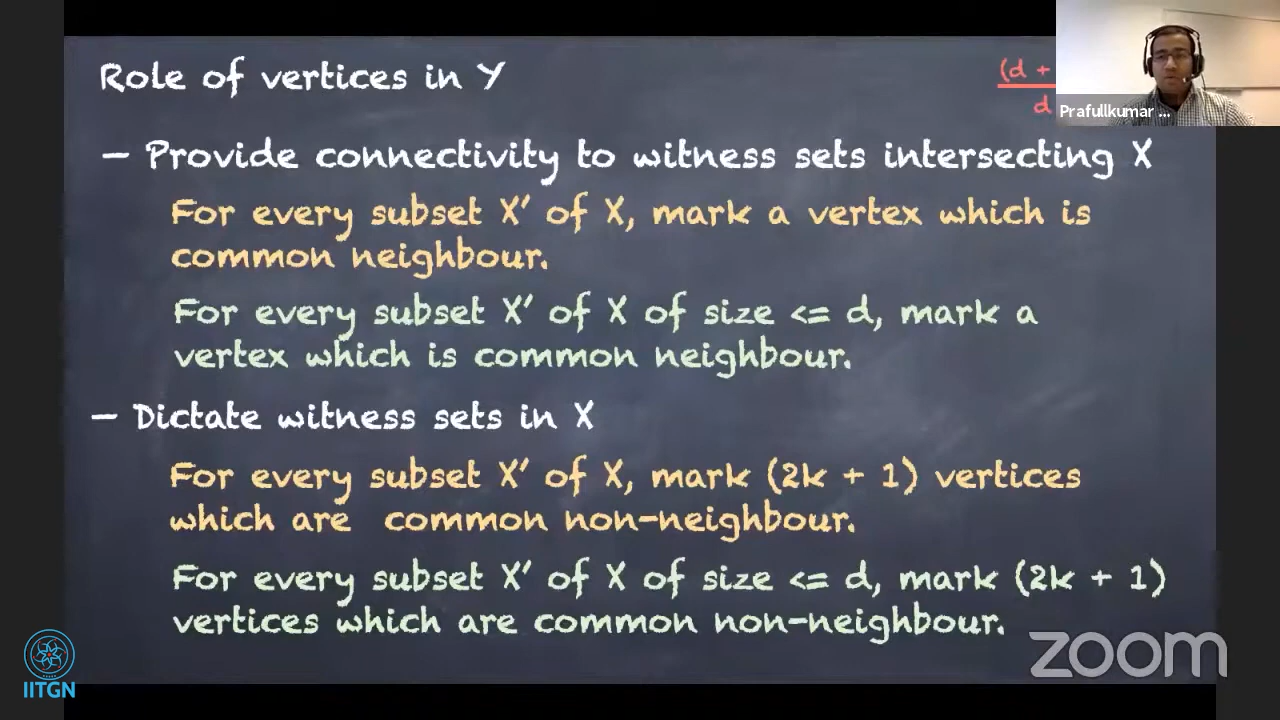 Role of vertices in Y
(d +
d
Prafullkumar ...
— Provide connectivity to witness sets intersecting X
For every subset X' of X, mark a vertex which is
common neighbour.
For every subset X' of X of size <= d, mark a
vertex which is common neighbour.
— Dictate witness sets in X
For every subset X' of X, mark (2k + 1) vertices
which are common non-neighbour.
For every subset X' of X of size <= d, mark (2k + 1)
vertices which are common non-neighbour.
zoom
IITGN